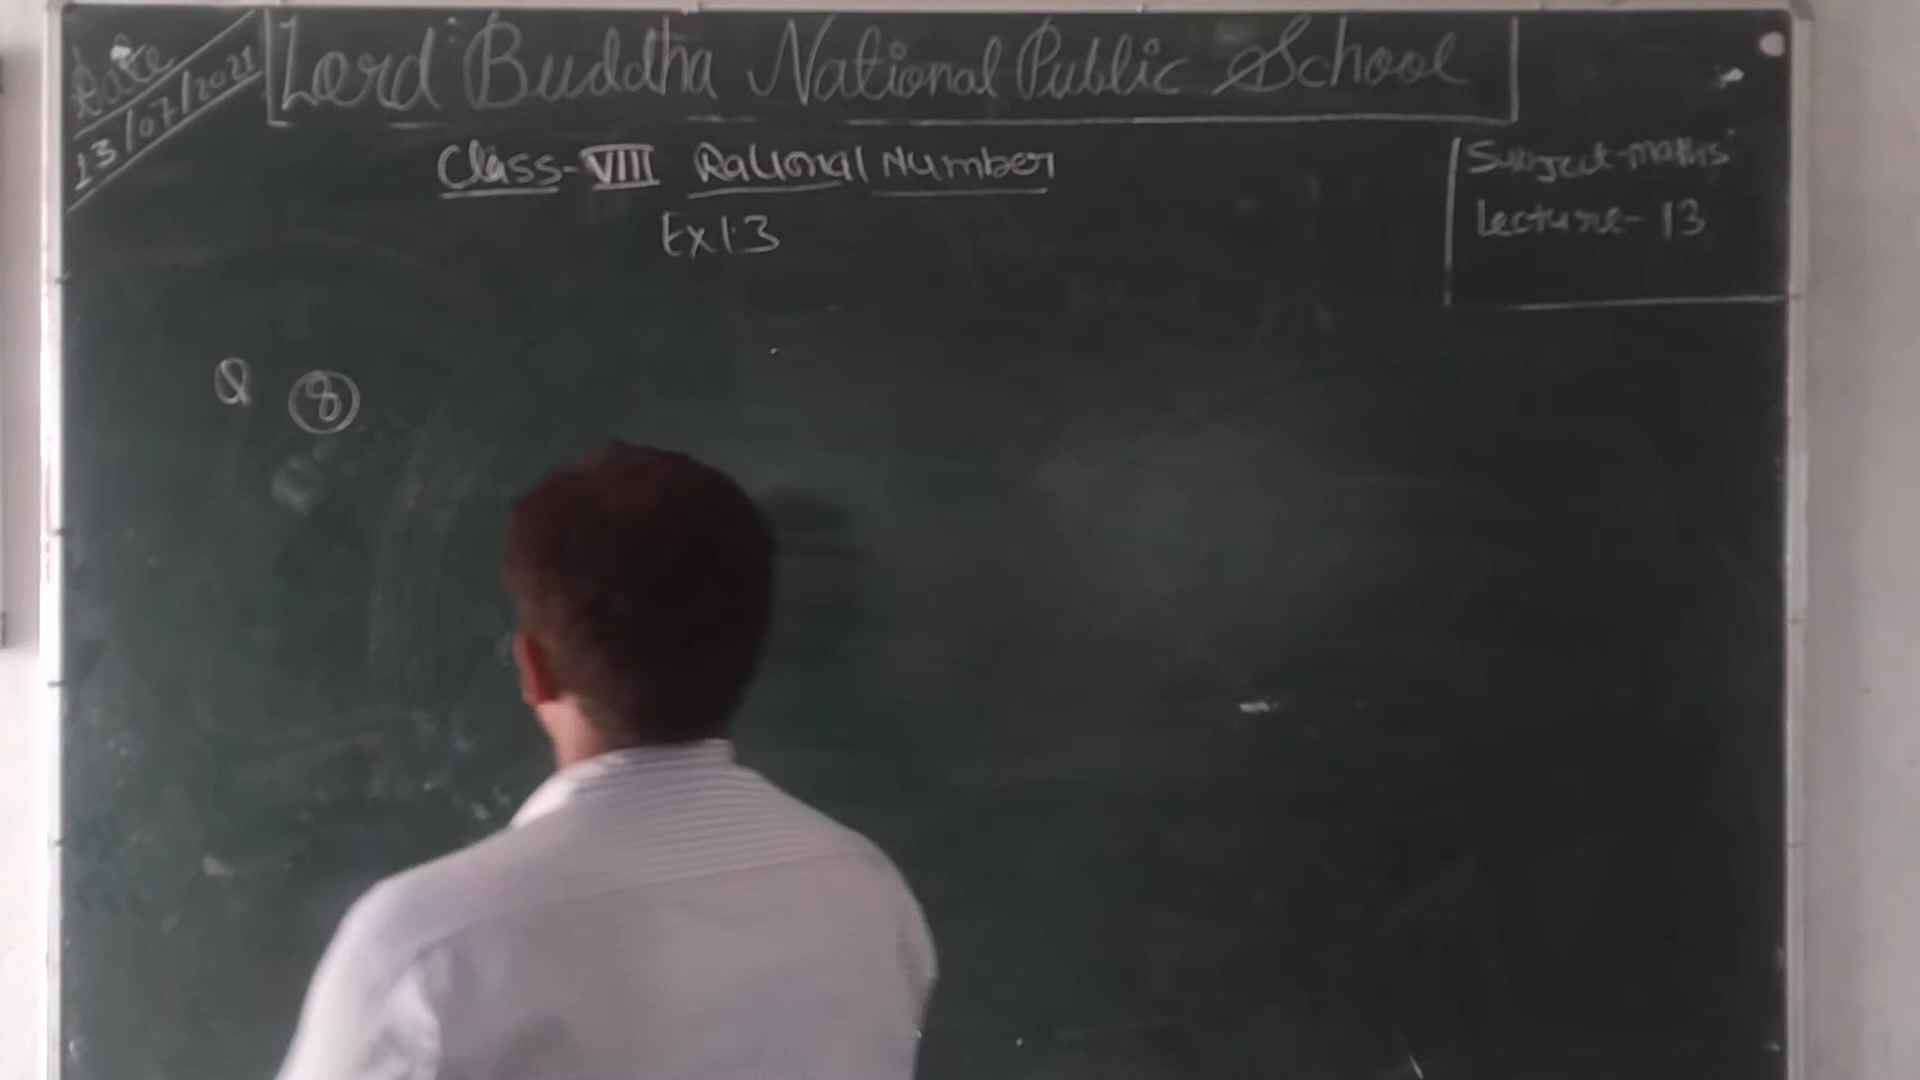 Date
13/07/2021
Lord Buddha National Public School
Class-VIII Rational Number
Ex 1.3
Subject-maths
Lecture-13
Q 8